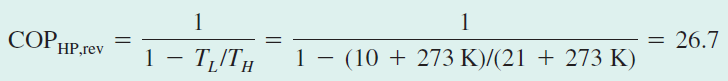 COP_HP,rev = 1 / (1 − T_L/T_H) = 1 / (1 − (10 + 273 K)/(21 + 273 K)) = 26.7